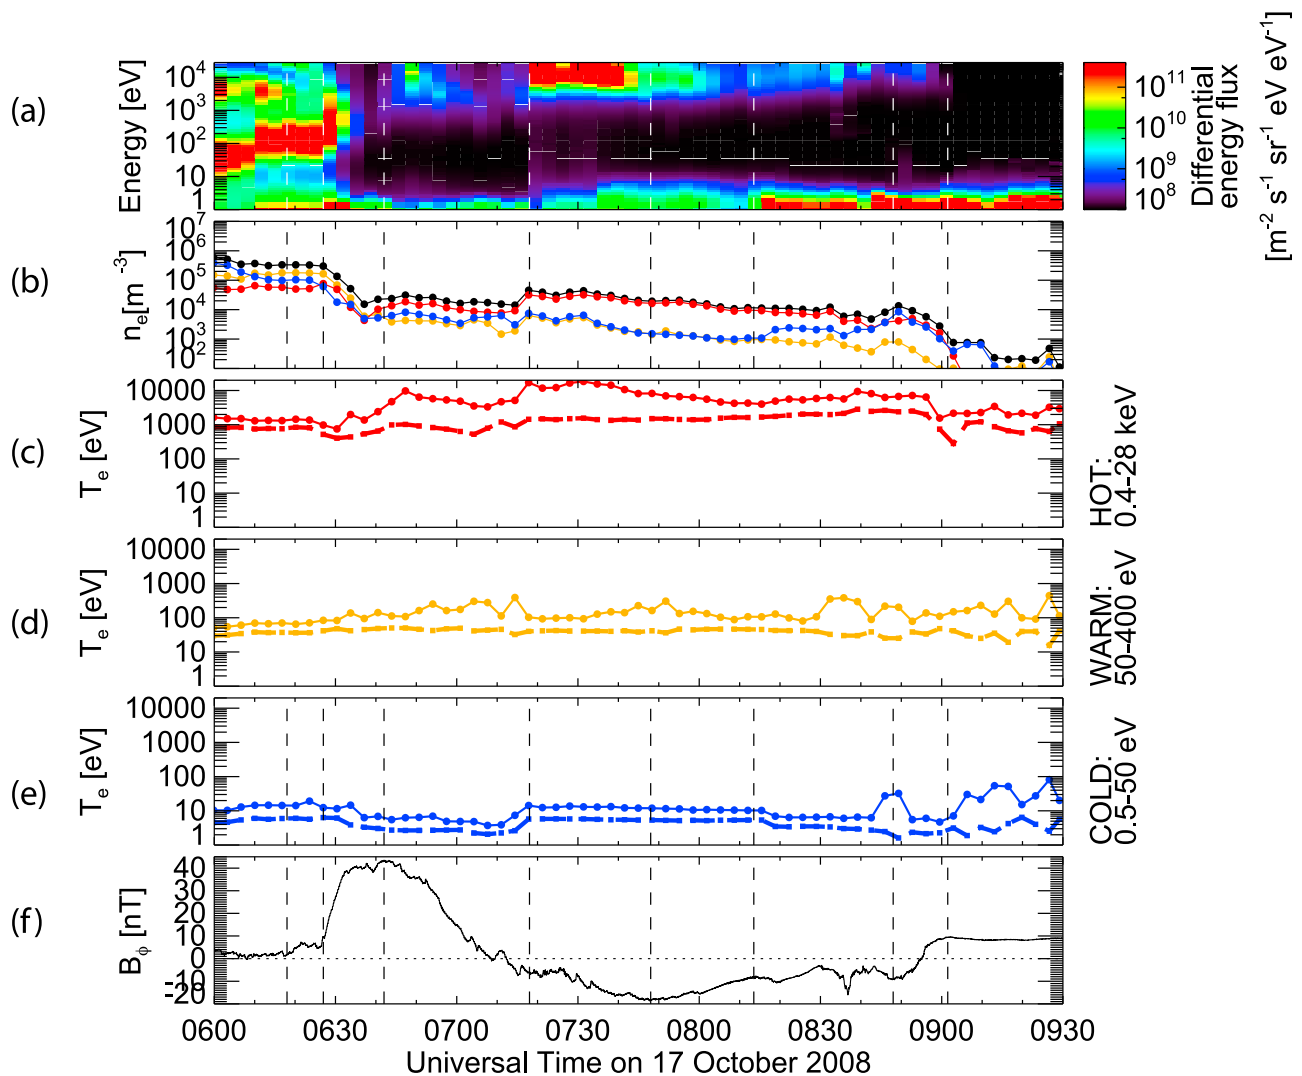 (a)
Energy [eV]
10⁴
10³
10²
10
1
10¹¹
10¹⁰
10⁹
10⁸
Differential
energy flux
[m⁻² s⁻¹ sr⁻¹ eV eV⁻¹]
(b)
nₑ[m⁻³]
10⁷
10⁶
10⁵
10⁴
10³
10²
(c)
Tₑ [eV]
10000
1000
100
10
1
HOT:
0.4–28 keV
(d)
Tₑ [eV]
10000
1000
100
10
1
WARM:
50-400 eV
(e)
Tₑ [eV]
10000
1000
100
10
1
COLD:
0.5-50 eV
(f)
B_ϕ [nT]
40
30
20
10
0
-10
-20
0600 0630 0700 0730 0800 0830 0900 0930
Universal Time on 17 October 2008